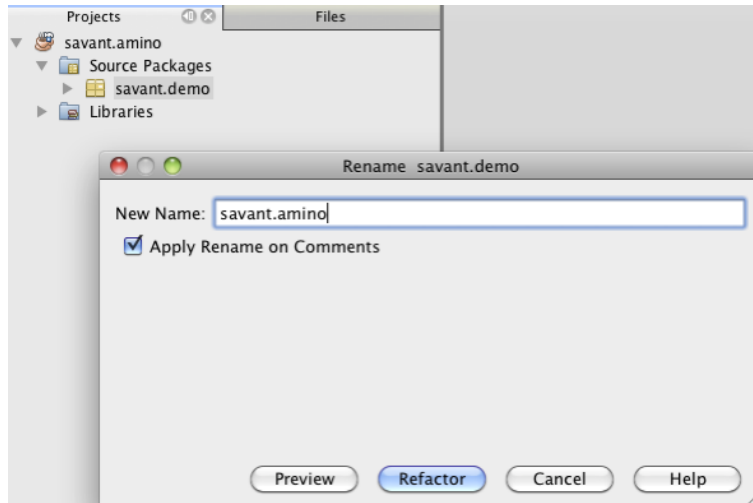 Projects Files
savant.amino
Source Packages
savant.demo
Libraries
Rename savant.demo
New Name: savant.amino
Apply Rename on Comments
Preview Refactor Cancel Help